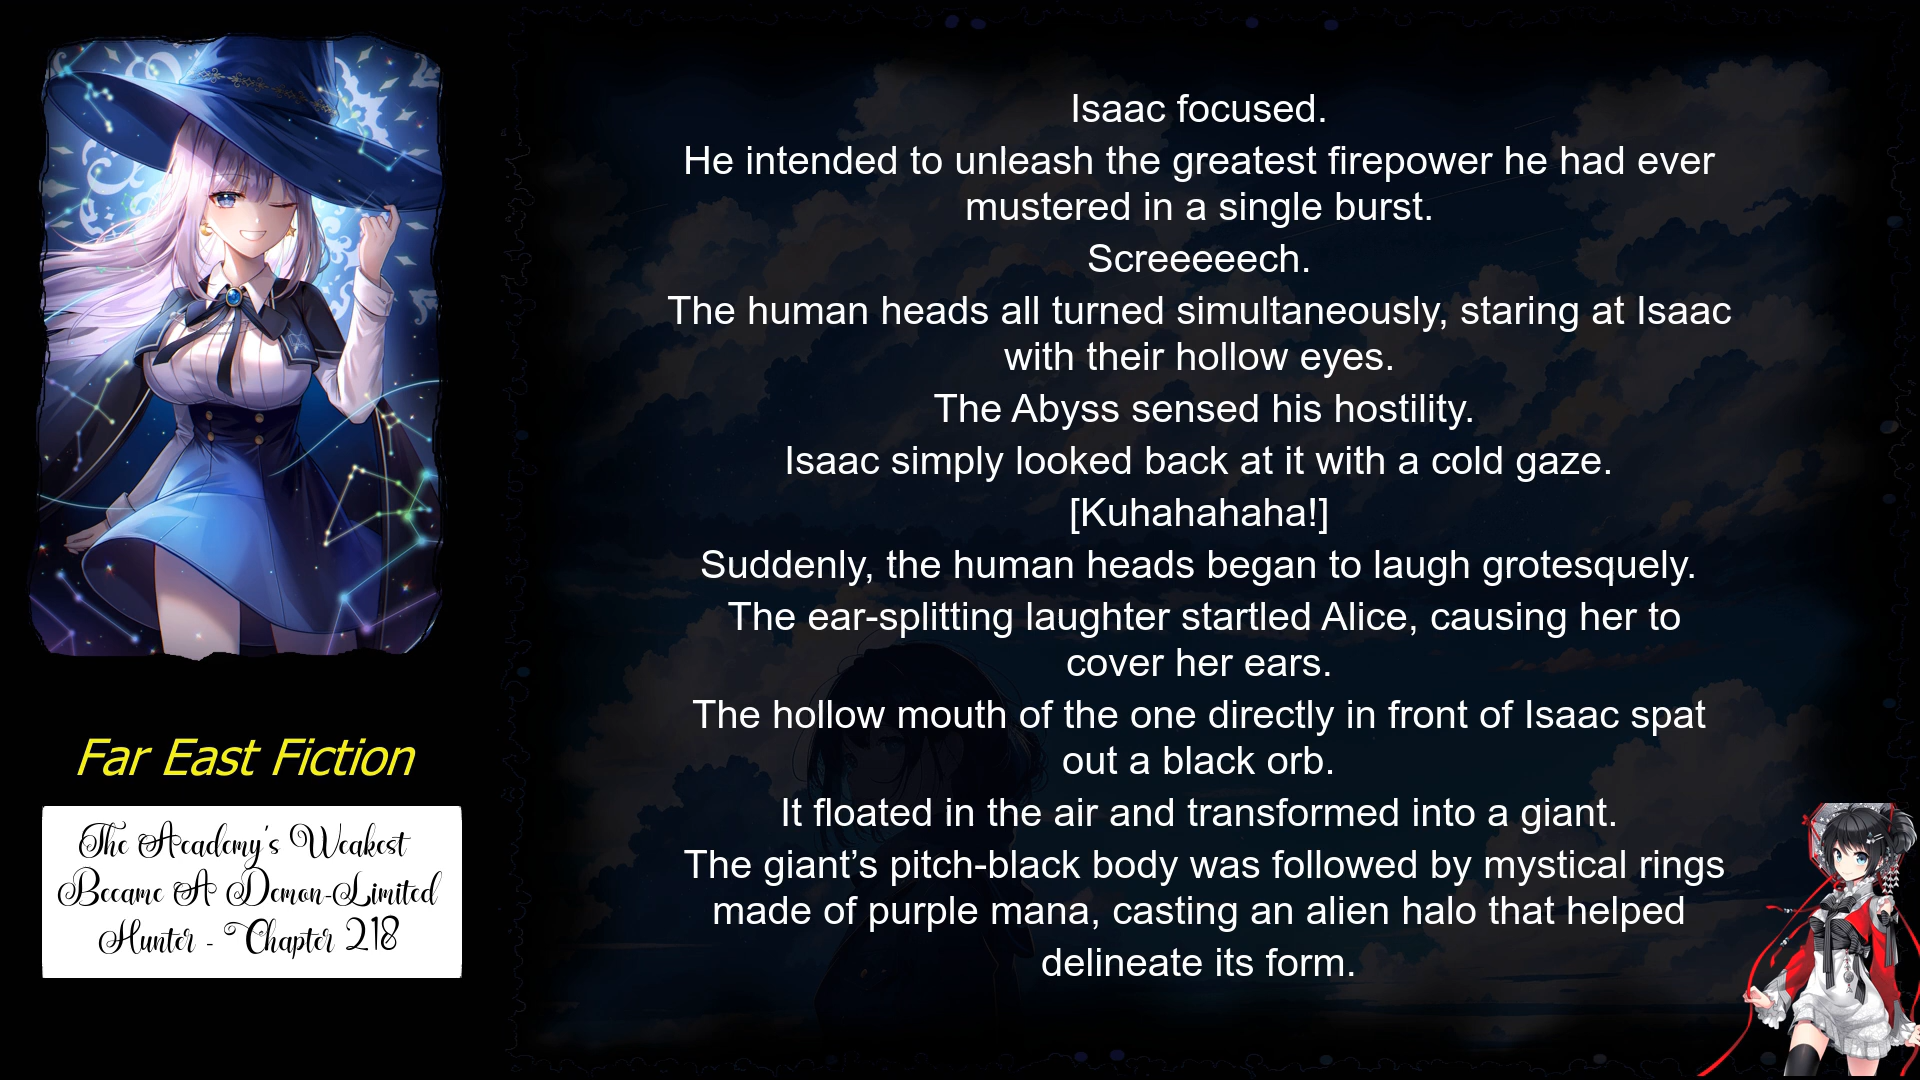 Isaac focused.
He intended to unleash the greatest firepower he had ever
mustered in a single burst.
Screeeeech.
The human heads all turned simultaneously, staring at Isaac
with their hollow eyes.
The Abyss sensed his hostility.
Isaac simply looked back at it with a cold gaze.
[Kuhahahaha!]
Suddenly, the human heads began to laugh grotesquely.
The ear-splitting laughter startled Alice, causing her to
cover her ears.
The hollow mouth of the one directly in front of Isaac spat
out a black orb.
It floated in the air and transformed into a giant.
The giant’s pitch-black body was followed by mystical rings
made of purple mana, casting an alien halo that helped
delineate its form.
Far East Fiction
The Academy's Weakest
Became A Demon-Limited
Hunter - Chapter 218